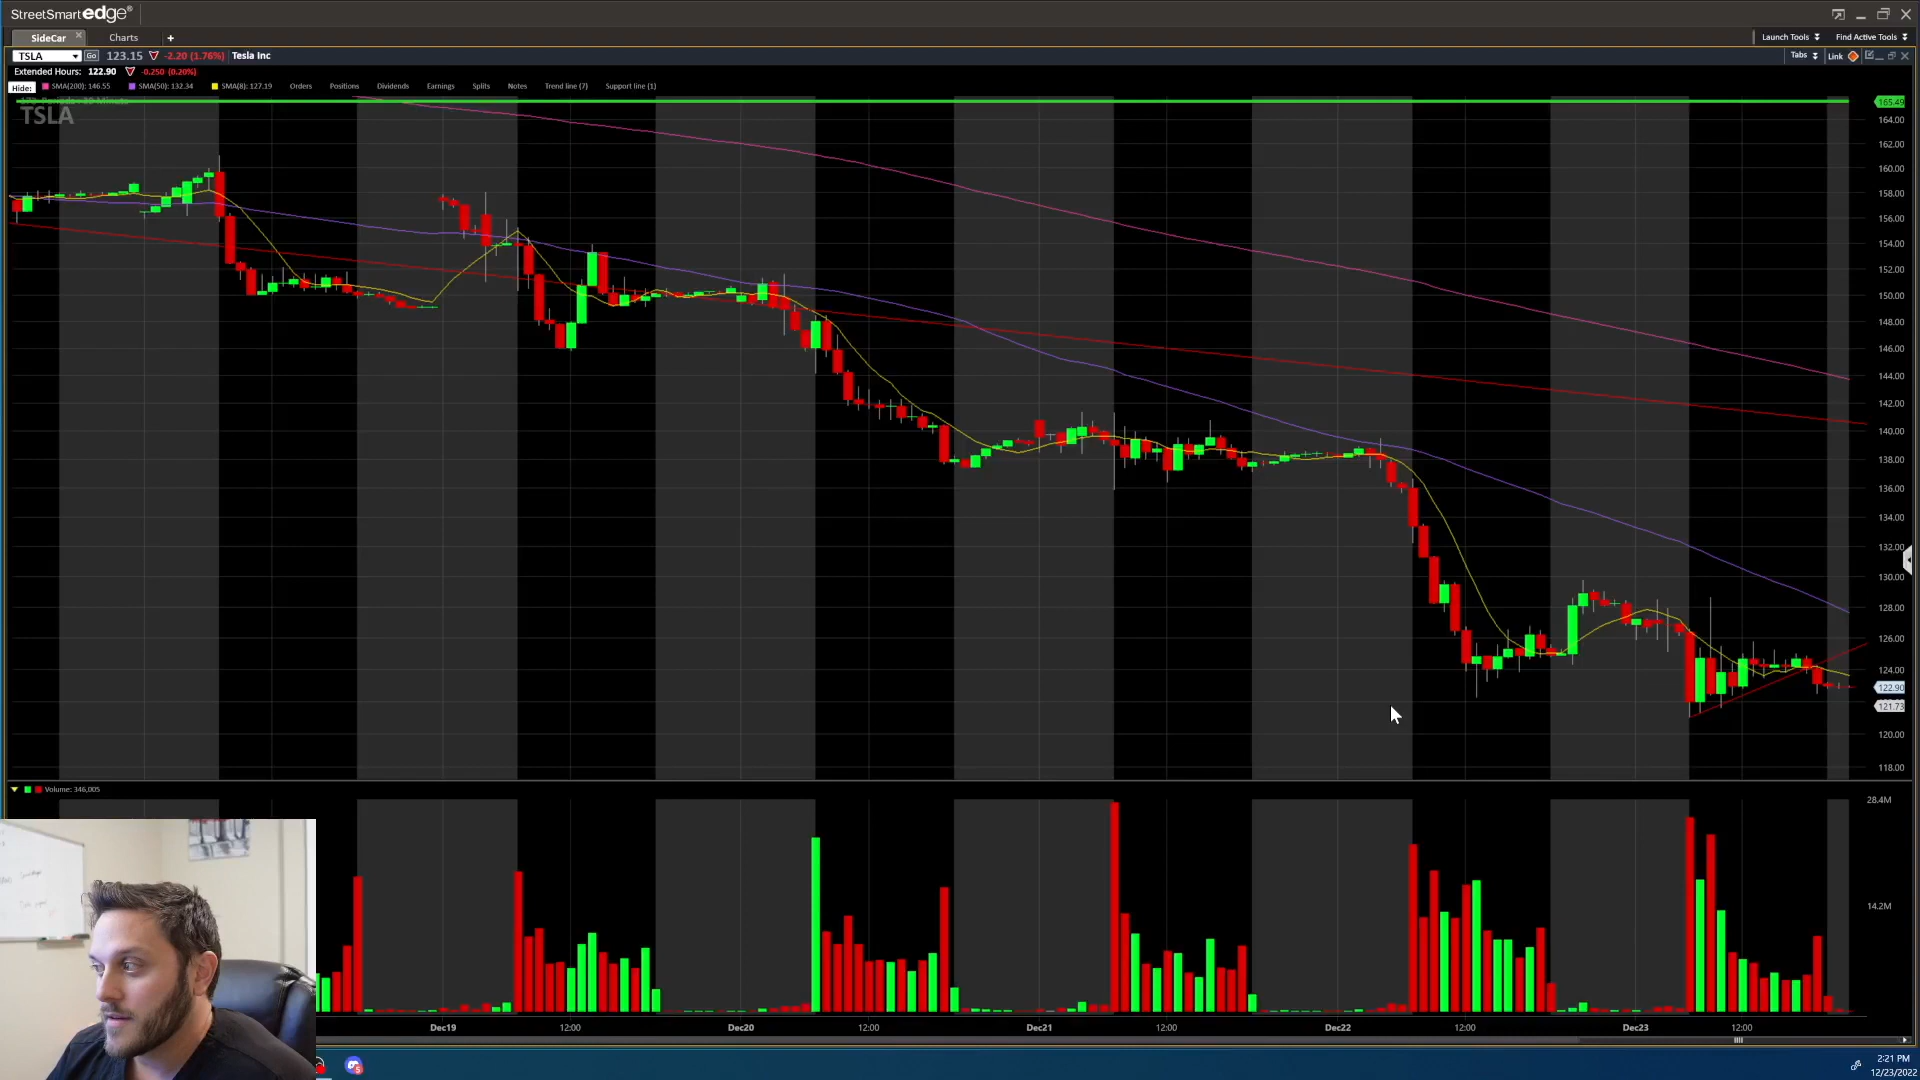 StreetSmart edge®
SideCar
Charts
+
Launch Tools
Find Active Tools
TSLA
Go
123.15
-2.20 (1.76%)
Tesla Inc
Tabs
Link
Extended Hours: 122.90 -0.250 (0.20%)
Hide:
SMA(200): 146.55
SMA(50): 132.34
SMA(8): 127.19
Orders
Positions
Dividends
Earnings
Splits
Notes
Trend line (7)
Support line (1)
TSLA
165.49
164.00
162.00
160.00
158.00
156.00
154.00
152.00
150.00
148.00
146.00
144.00
142.00
140.00
138.00
136.00
134.00
132.00
130.00
128.00
126.00
124.00
122.90
121.73
120.00
118.00
Volume: 346,005
28.4M
14.2M
Dec19
12:00
Dec20
12:00
Dec21
12:00
Dec22
12:00
Dec23
12:00
2:21 PM
12/23/2022